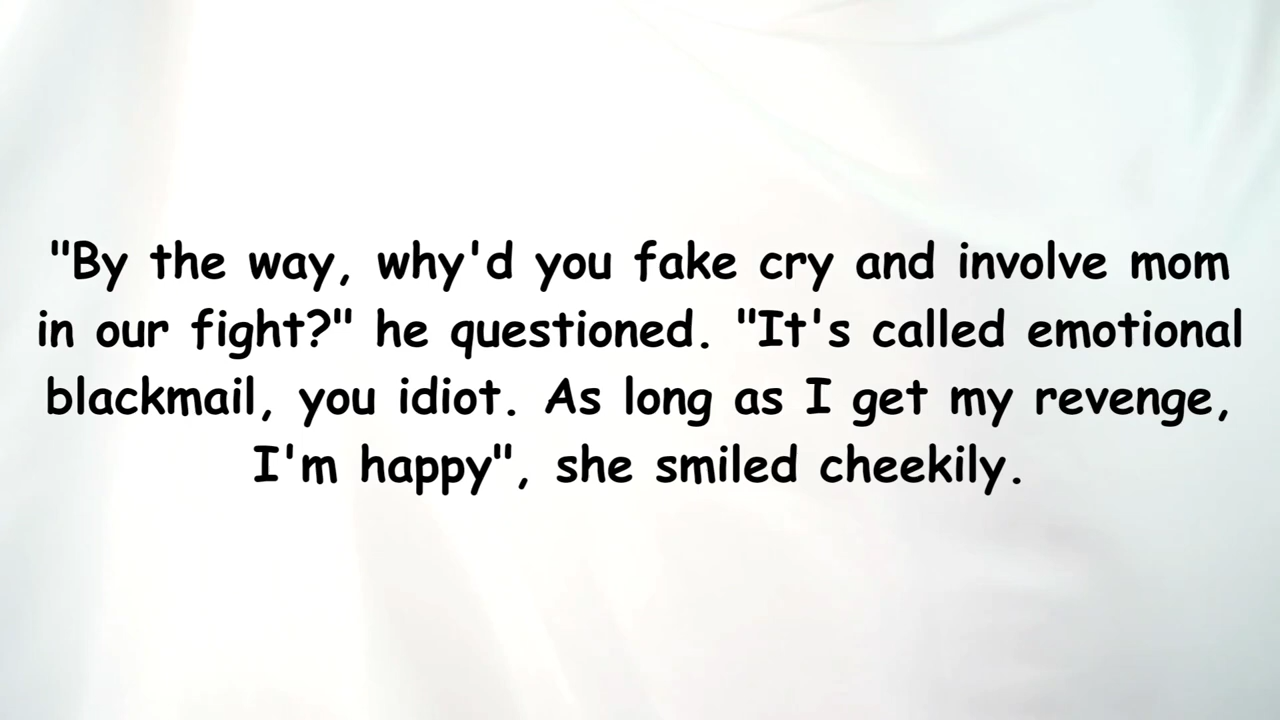 "By the way, why'd you fake cry and involve mom
in our fight?" he questioned. "It's called emotional
blackmail, you idiot. As long as I get my revenge,
I'm happy", she smiled cheekily.